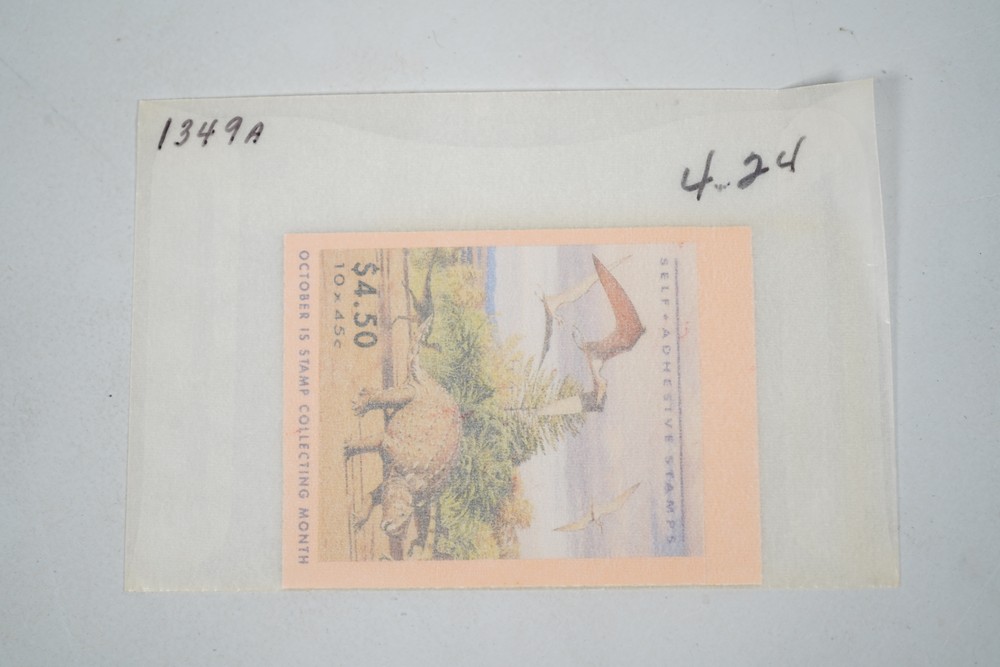 1349A
4.24
SELF-ADHESIVE STAMPS
$4.50
10 x 45c
OCTOBER IS STAMP COLLECTING MONTH